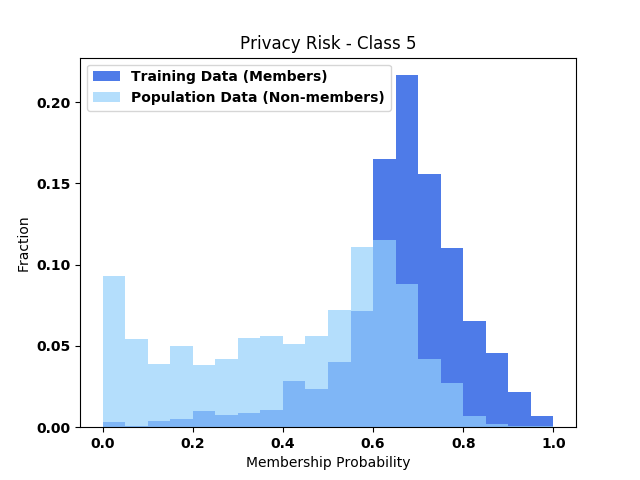 Privacy Risk - Class 5
Training Data (Members)
Population Data (Non-members)
Fraction
0.20
0.15
0.10
0.05
0.00
0.0 0.2 0.4 0.6 0.8 1.0
Membership Probability